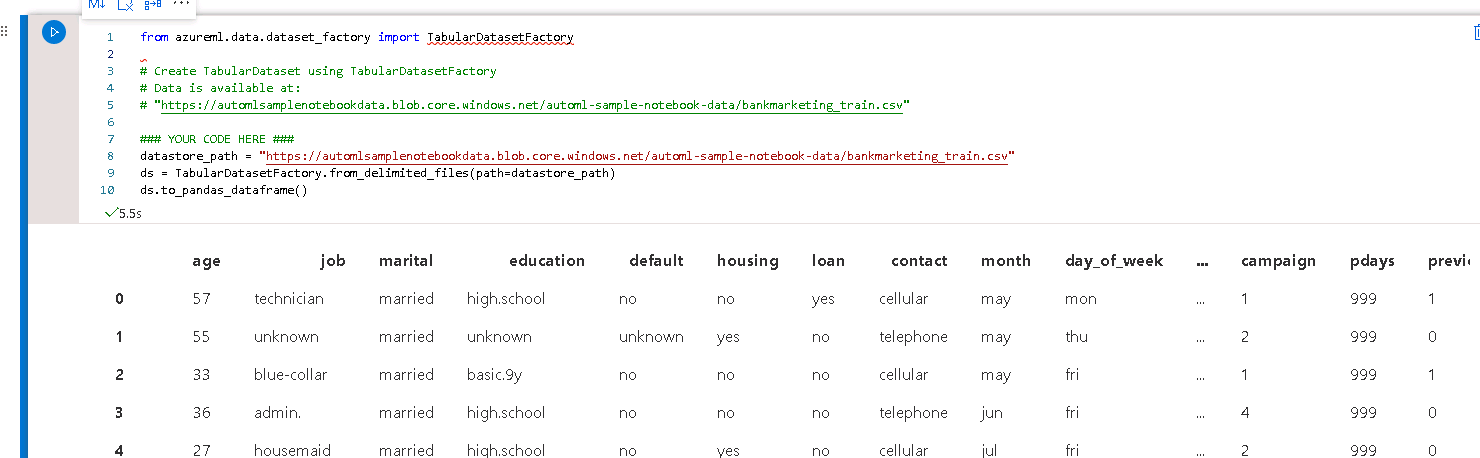 M↓ ...
1 from azureml.data.dataset_factory import TabularDatasetFactory
2
3 # Create TabularDataset using TabularDatasetFactory
4 # Data is available at:
5 # "https://automlsamplenotebookdata.blob.core.windows.net/automl-sample-notebook-data/bankmarketing_train.csv"
6
7 ### YOUR CODE HERE ###
8 datastore_path = "https://automlsamplenotebookdata.blob.core.windows.net/automl-sample-notebook-data/bankmarketing_train.csv"
9 ds = TabularDatasetFactory.from_delimited_files(path=datastore_path)
10 ds.to_pandas_dataframe()
5.5s
age job marital education default housing loan contact month day_of_week ... campaign pdays previ
0 57 technician married high.school no no yes cellular may mon ... 1 999 1
1 55 unknown married unknown unknown yes no telephone may thu ... 2 999 0
2 33 blue-collar married basic.9y no no no cellular may fri ... 1 999 1
3 36 admin. married high.school no no no telephone jun fri ... 4 999 0
4 27 housemaid married high.school no yes no cellular jul fri ... 2 999 0